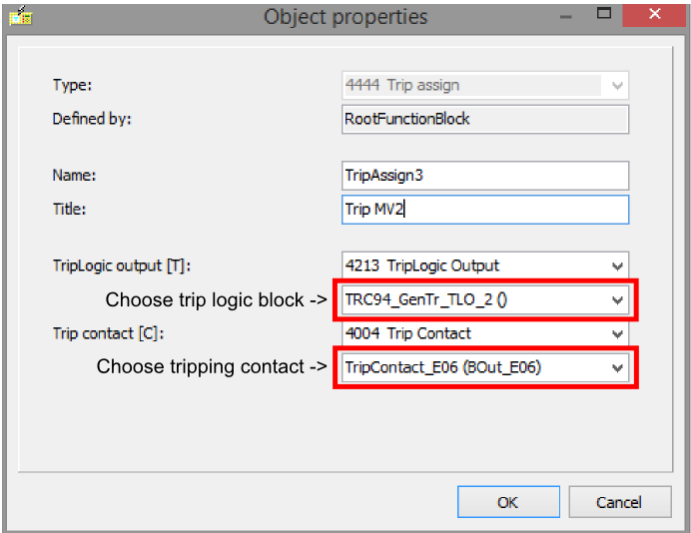 Object properties
Type: 4444 Trip assign
Defined by: RootFunctionBlock
Name: TripAssign3
Title: Trip MV2
TripLogic output [T]: 4213 TripLogic Output
Choose trip logic block -> TRC94_GenTr_TLO_2 ()
Trip contact [C]: 4004 Trip Contact
Choose tripping contact -> TripContact_E06 (BOut_E06)
OK Cancel